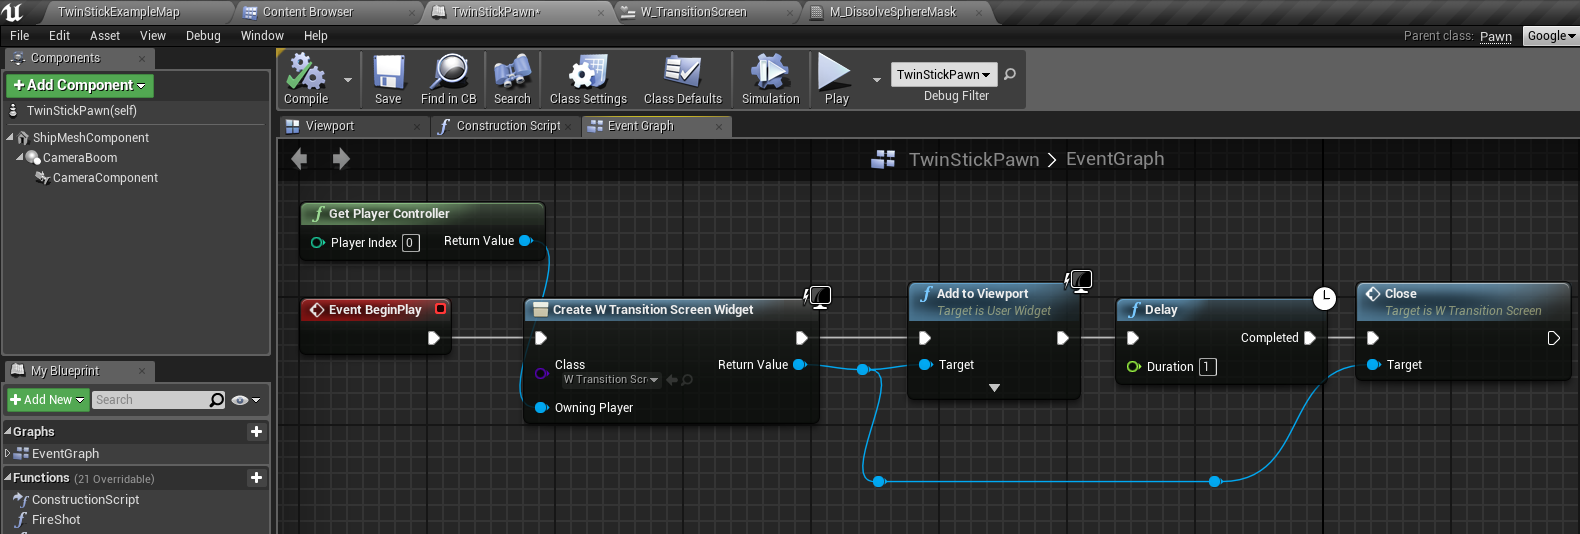 TwinStickExampleMap
Content Browser
TwinStickPawn*
W_TransitionScreen
M_DissolveSphereMask
File Edit Asset View Debug Window Help
Parent class: Pawn
Google
Components
Add Component
TwinStickPawn(self)
ShipMeshComponent
CameraBoom
CameraComponent
Compile
Save
Find in CB
Search
Class Settings
Class Defaults
Simulation
Play
TwinStickPawn
Debug Filter
Viewport
Construction Script
Event Graph
TwinStickPawn > EventGraph
Get Player Controller
Player Index 0
Return Value
Event BeginPlay
Create W Transition Screen Widget
Class
W Transition Scr
Return Value
Owning Player
Add to Viewport
Target is User Widget
Target
Delay
Completed
Duration 1
Close
Target is W Transition Screen
Target
My Blueprint
Add New
Search
Graphs
EventGraph
Functions (21 Overridable)
ConstructionScript
FireShot